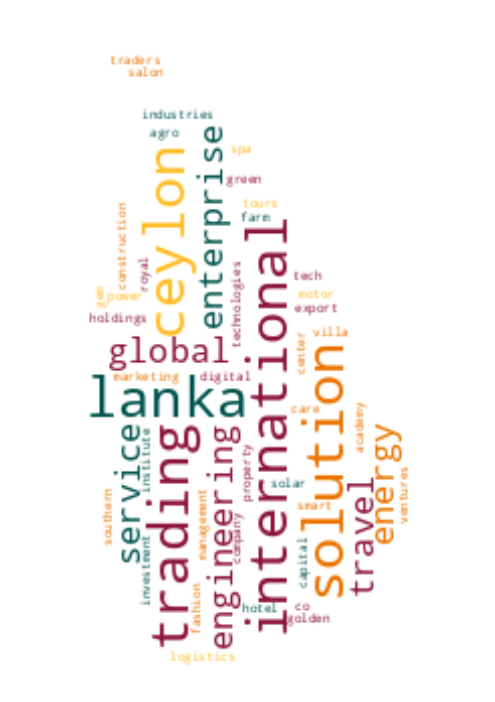 traders
salon
industries
agro
enterprise
spa
ceylon
green
tours
farm
construction
royal
technologies
international
tech
gem
power
motor
holdings
export
global
center
villa
marketing
digital
solution
lanka
care
academy
service
institute
trading
engineering
property
energy
southern
management
solar
ventures
travel
smart
company
investment
capital
fashion
hotel
co
golden
logistics